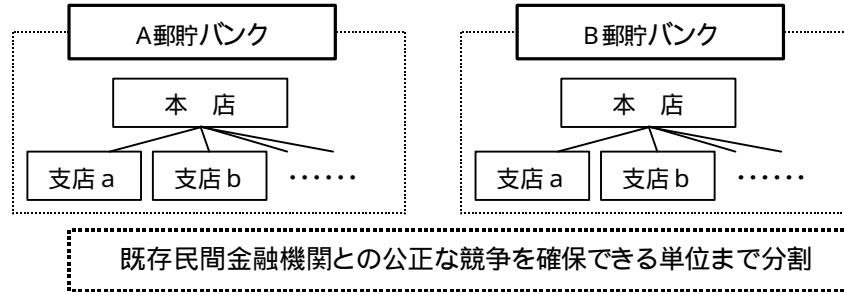 A郵貯バンク
B郵貯バンク
本　店
本　店
支店a
支店b
‥‥‥
支店a
支店b
‥‥‥
既存民間金融機関との公正な競争を確保できる単位まで分割